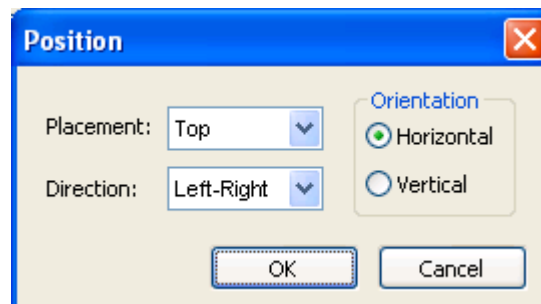 Position
Orientation
Placement: Top
Horizontal
Direction: Left-Right
Vertical
OK Cancel